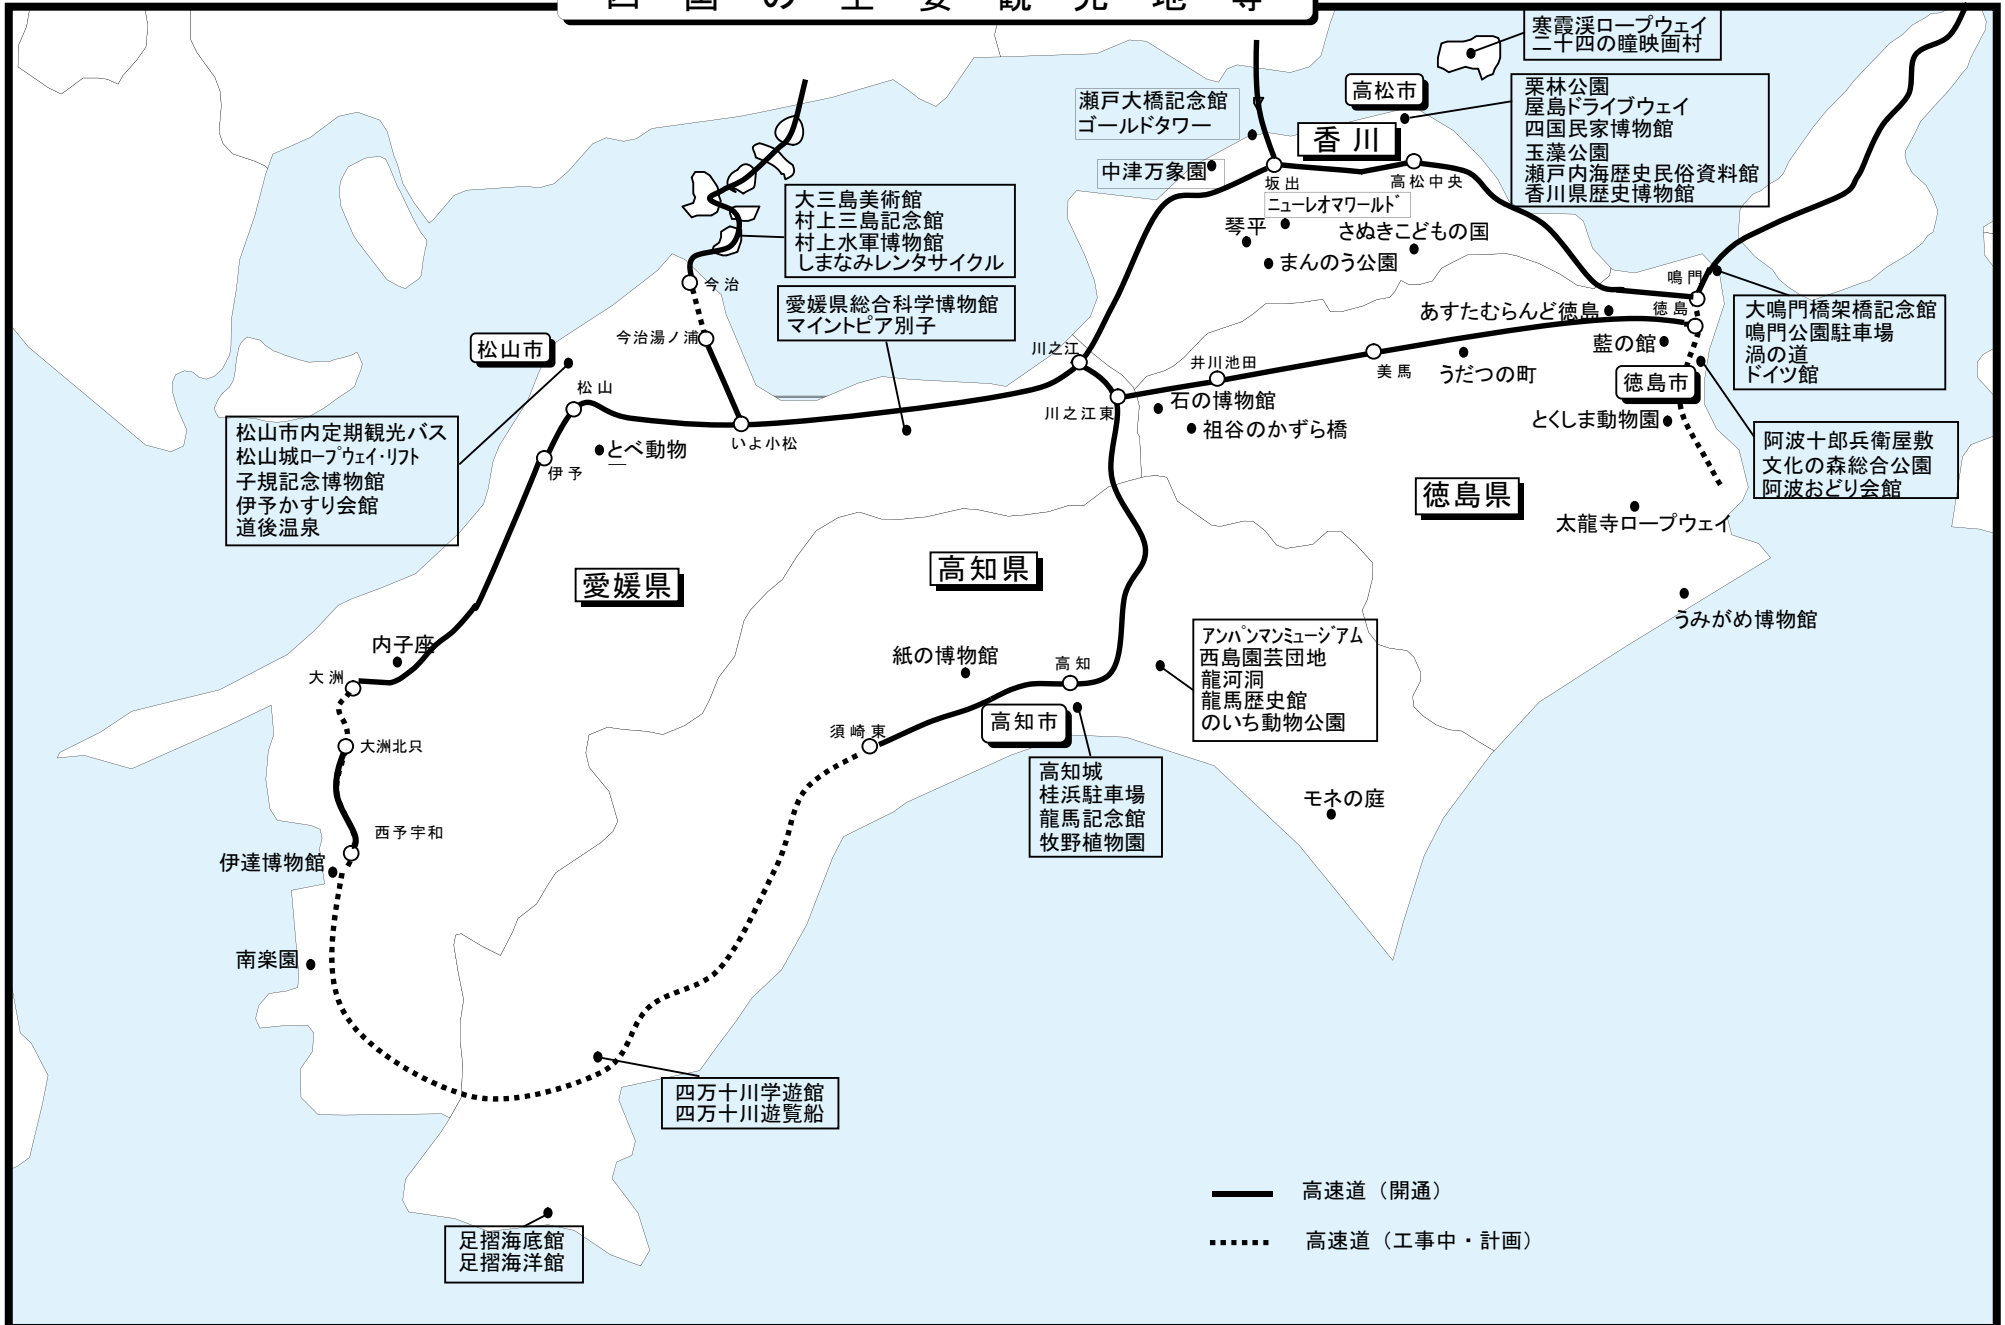 四国の主要観光地等
寒霞渓ロープウェイ
二十四の瞳映画村
高松市
栗林公園
屋島ドライブウェイ
四国民家博物館
玉藻公園
瀬戸内海歴史民俗資料館
香川県歴史博物館
瀬戸大橋記念館
ゴールドタワー
香川
中津万象園
坂出
高松中央
ニューレオマワールド
琴平
さぬきこどもの国
まんのう公園
大三島美術館
村上三島記念館
村上水軍博物館
しまなみレンタサイクル
今治
愛媛県総合科学博物館
マイントピア別子
今治湯ノ浦
松山市
松山
川之江
川之江東
井川池田
美馬
あすたむらんど徳島
鳴門
徳島
大鳴門橋架橋記念館
鳴門公園駐車場
渦の道
ドイツ館
藍の館
うだつの町
徳島市
石の博物館
祖谷のかずら橋
とくしま動物園
阿波十郎兵衛屋敷
文化の森総合公園
阿波おどり会館
松山市内定期観光バス
松山城ロープウェイ・リフト
子規記念博物館
伊予かすり会館
道後温泉
とべ動物
伊予
いよ小松
徳島県
太龍寺ロープウェイ
高知県
愛媛県
うみがめ博物館
内子座
大洲
紙の博物館
高知
アンパンマンミュージアム
西島園芸団地
龍河洞
龍馬歴史館
のいち動物公園
高知市
須崎東
大洲北只
高知城
桂浜駐車場
龍馬記念館
牧野植物園
モネの庭
西予宇和
伊達博物館
南楽園
四万十川学遊館
四万十川遊覧船
高速道（開通）
高速道（工事中・計画）
足摺海底館
足摺海洋館